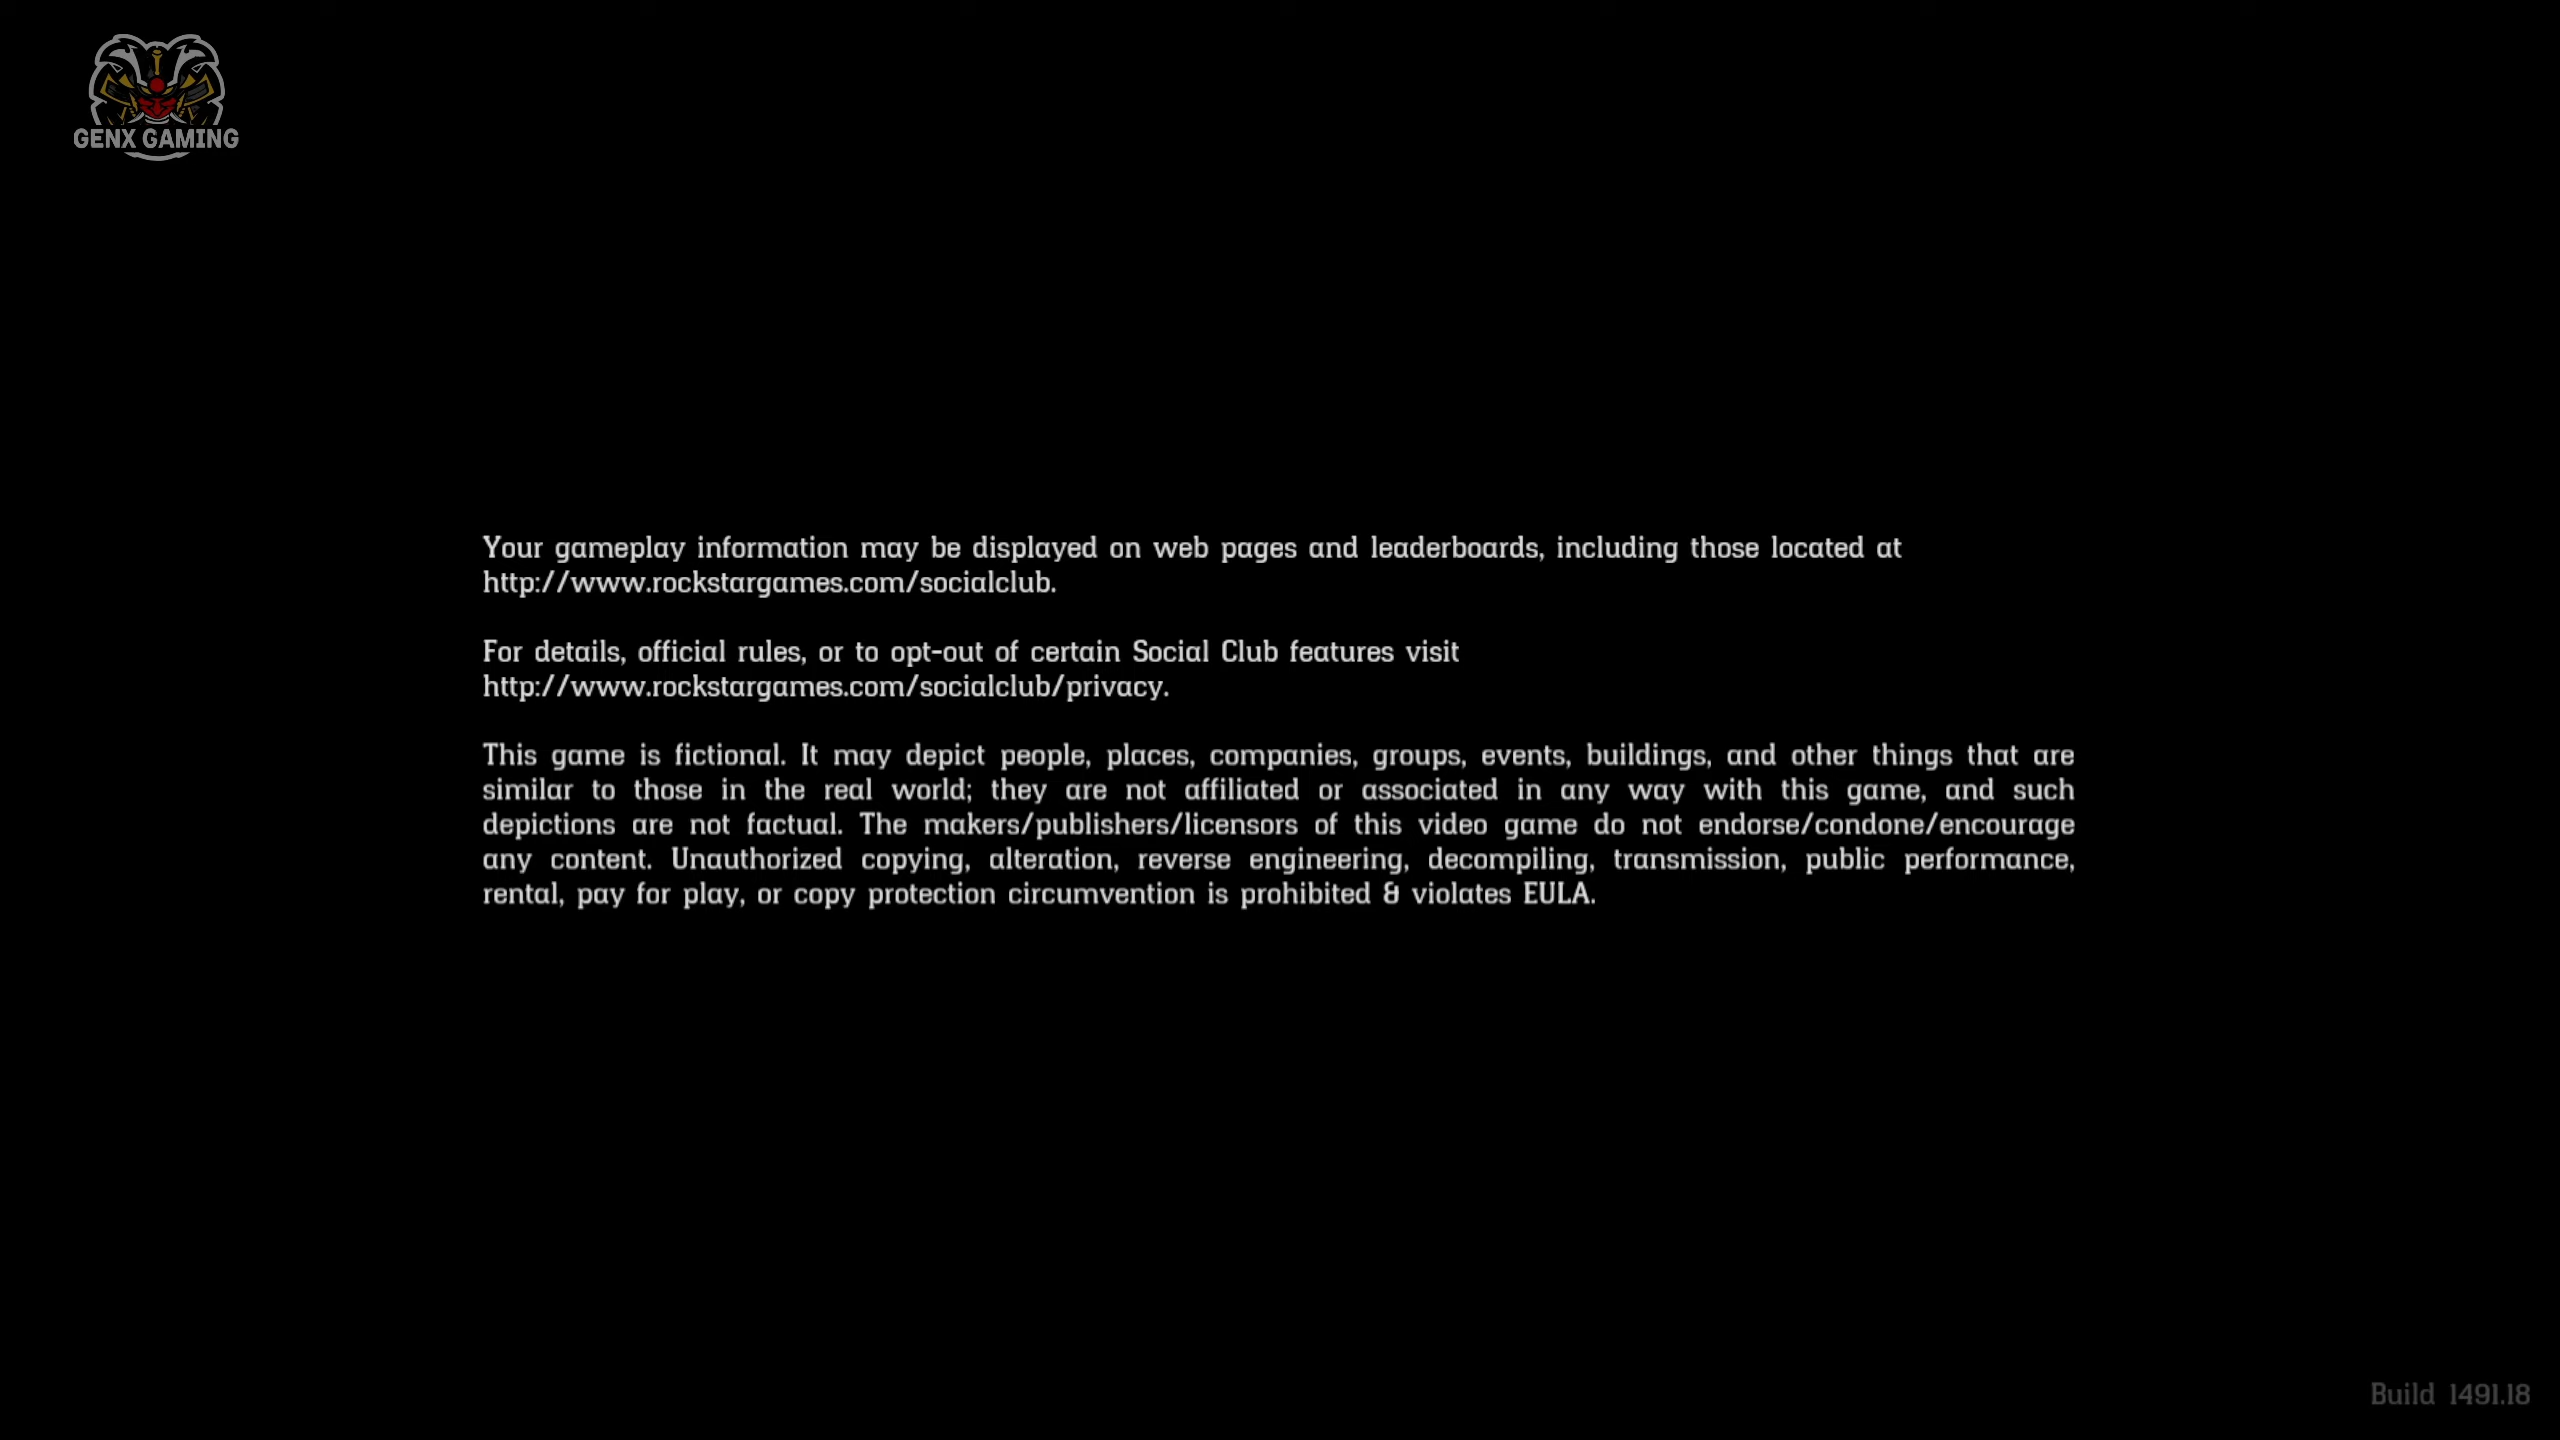 GENX GAMING
Your gameplay information may be displayed on web pages and leaderboards, including those located at
http://www.rockstargames.com/socialclub.
For details, official rules, or to opt-out of certain Social Club features visit
http://www.rockstargames.com/socialclub/privacy.
This game is fictional. It may depict people, places, companies, groups, events, buildings, and other things that are
similar to those in the real world; they are not affiliated or associated in any way with this game, and such
depictions are not factual. The makers/publishers/licensors of this video game do not endorse/condone/encourage
any content. Unauthorized copying, alteration, reverse engineering, decompiling, transmission, public performance,
rental, pay for play, or copy protection circumvention is prohibited & violates EULA.
Build 1491.18